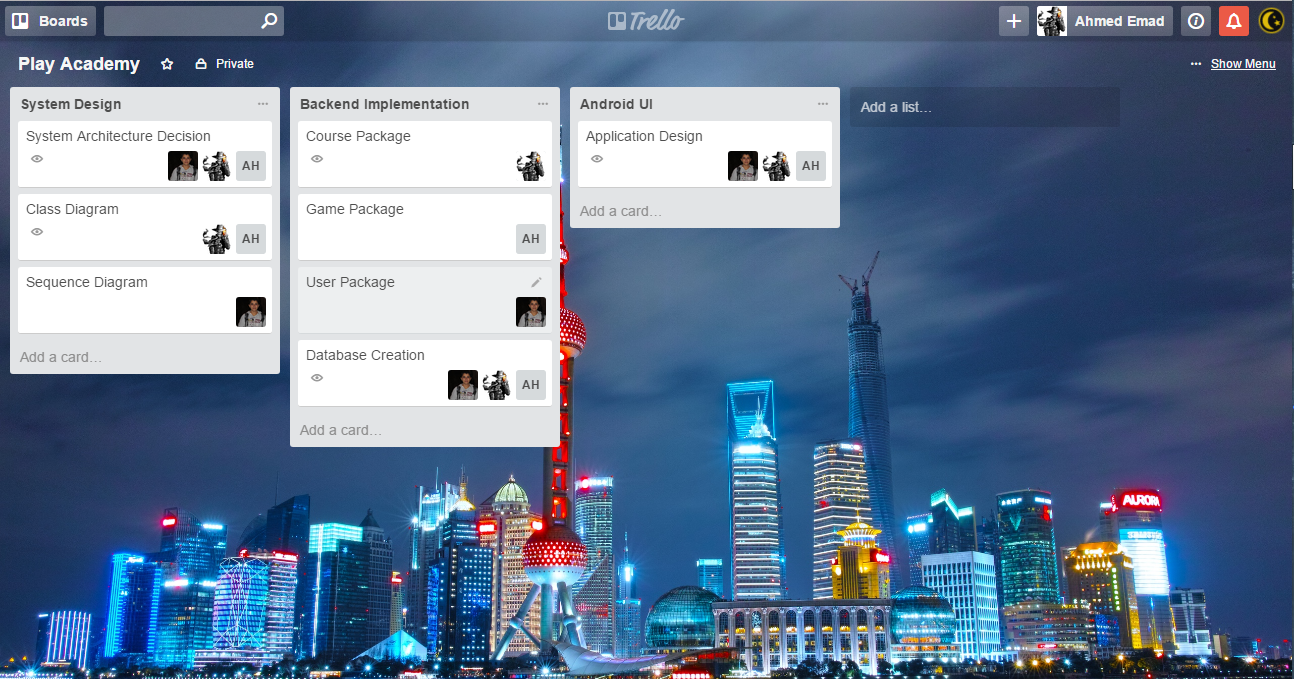 Boards
Trello
Ahmed Emad
Play Academy
Private
Show Menu
System Design
System Architecture Decision
AH
Class Diagram
AH
Sequence Diagram
Add a card…
Backend Implementation
Course Package
Game Package
AH
User Package
Database Creation
AH
Add a card…
Android UI
Application Design
AH
Add a card…
Add a list…
AURORA